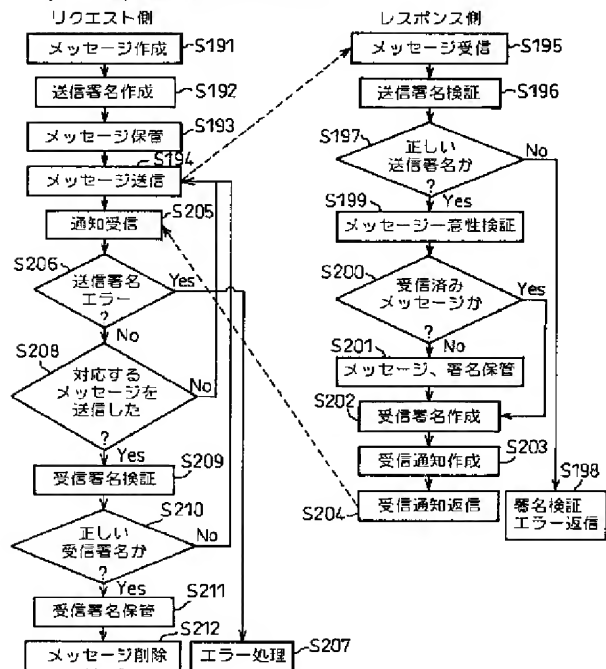 リクエスト側
メッセージ作成
S191
送信署名作成
S192
メッセージ保管
S193
メッセージ送信
S194
通知受信
S205
S206
送信署名
エラー
?
Yes
No
S208
対応する
メッセージを
送信した
?
No
Yes
受信署名検証
S209
S210
正しい
受信署名か
?
No
Yes
受信署名保管
S211
メッセージ削除
S212
エラー処理
S207
レスポンス側
メッセージ受信
S195
送信署名検証
S196
S197
正しい
送信署名か
?
No
Yes
S199
メッセージ一意性検証
S200
受信済み
メッセージか
?
Yes
No
S201
メッセージ、署名保管
S202
受信署名作成
S203
受信通知作成
S204
受信通知返信
S198
署名検証
エラー返信